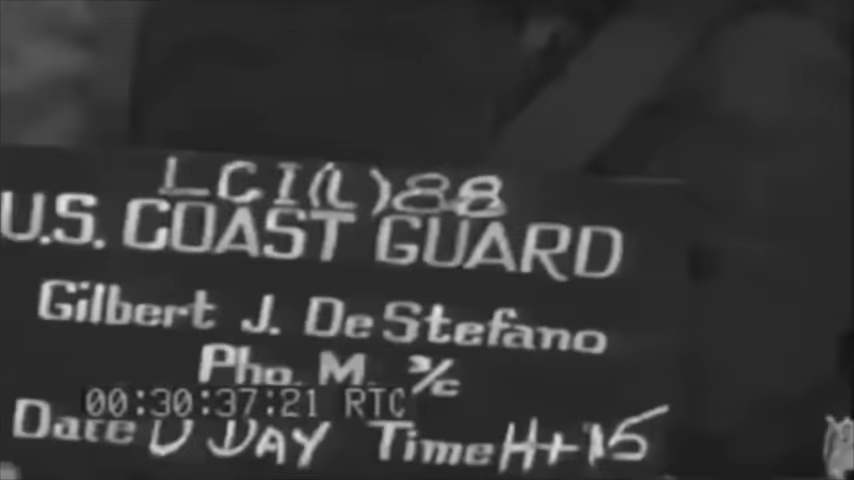 LCI(L)88
U.S. COAST GUARD
Gilbert J. DeStefano
Pho. M. 3/c
00:30:37:21 RTC
Date D DAY Time H+15